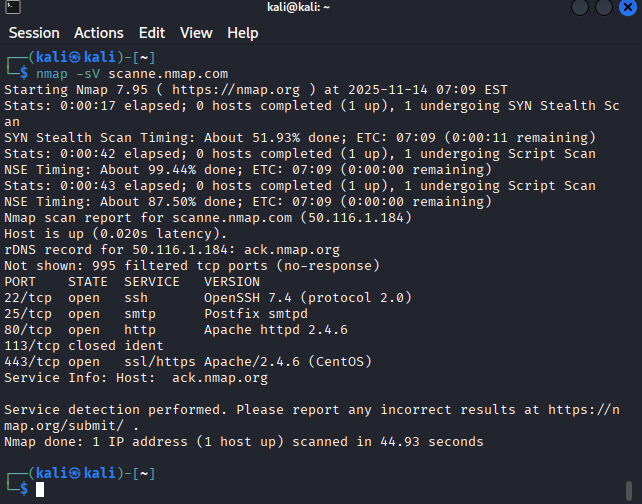 kali@kali: ~
Session Actions Edit View Help
┌──(kali㉿kali)-[~]
└─$ nmap -sV scanne.nmap.com
Starting Nmap 7.95 ( https://nmap.org ) at 2025-11-14 07:09 EST
Stats: 0:00:17 elapsed; 0 hosts completed (1 up), 1 undergoing SYN Stealth Sc
an
SYN Stealth Scan Timing: About 51.93% done; ETC: 07:09 (0:00:11 remaining)
Stats: 0:00:42 elapsed; 0 hosts completed (1 up), 1 undergoing Script Scan
NSE Timing: About 99.44% done; ETC: 07:09 (0:00:00 remaining)
Stats: 0:00:43 elapsed; 0 hosts completed (1 up), 1 undergoing Script Scan
NSE Timing: About 87.50% done; ETC: 07:09 (0:00:00 remaining)
Nmap scan report for scanne.nmap.com (50.116.1.184)
Host is up (0.020s latency).
rDNS record for 50.116.1.184: ack.nmap.org
Not shown: 995 filtered tcp ports (no-response)
PORT    STATE  SERVICE   VERSION
22/tcp  open   ssh       OpenSSH 7.4 (protocol 2.0)
25/tcp  open   smtp      Postfix smtpd
80/tcp  open   http      Apache httpd 2.4.6
113/tcp closed ident
443/tcp open   ssl/https Apache/2.4.6 (CentOS)
Service Info: Host:  ack.nmap.org

Service detection performed. Please report any incorrect results at https://n
map.org/submit/ .
Nmap done: 1 IP address (1 host up) scanned in 44.93 seconds

┌──(kali㉿kali)-[~]
└─$